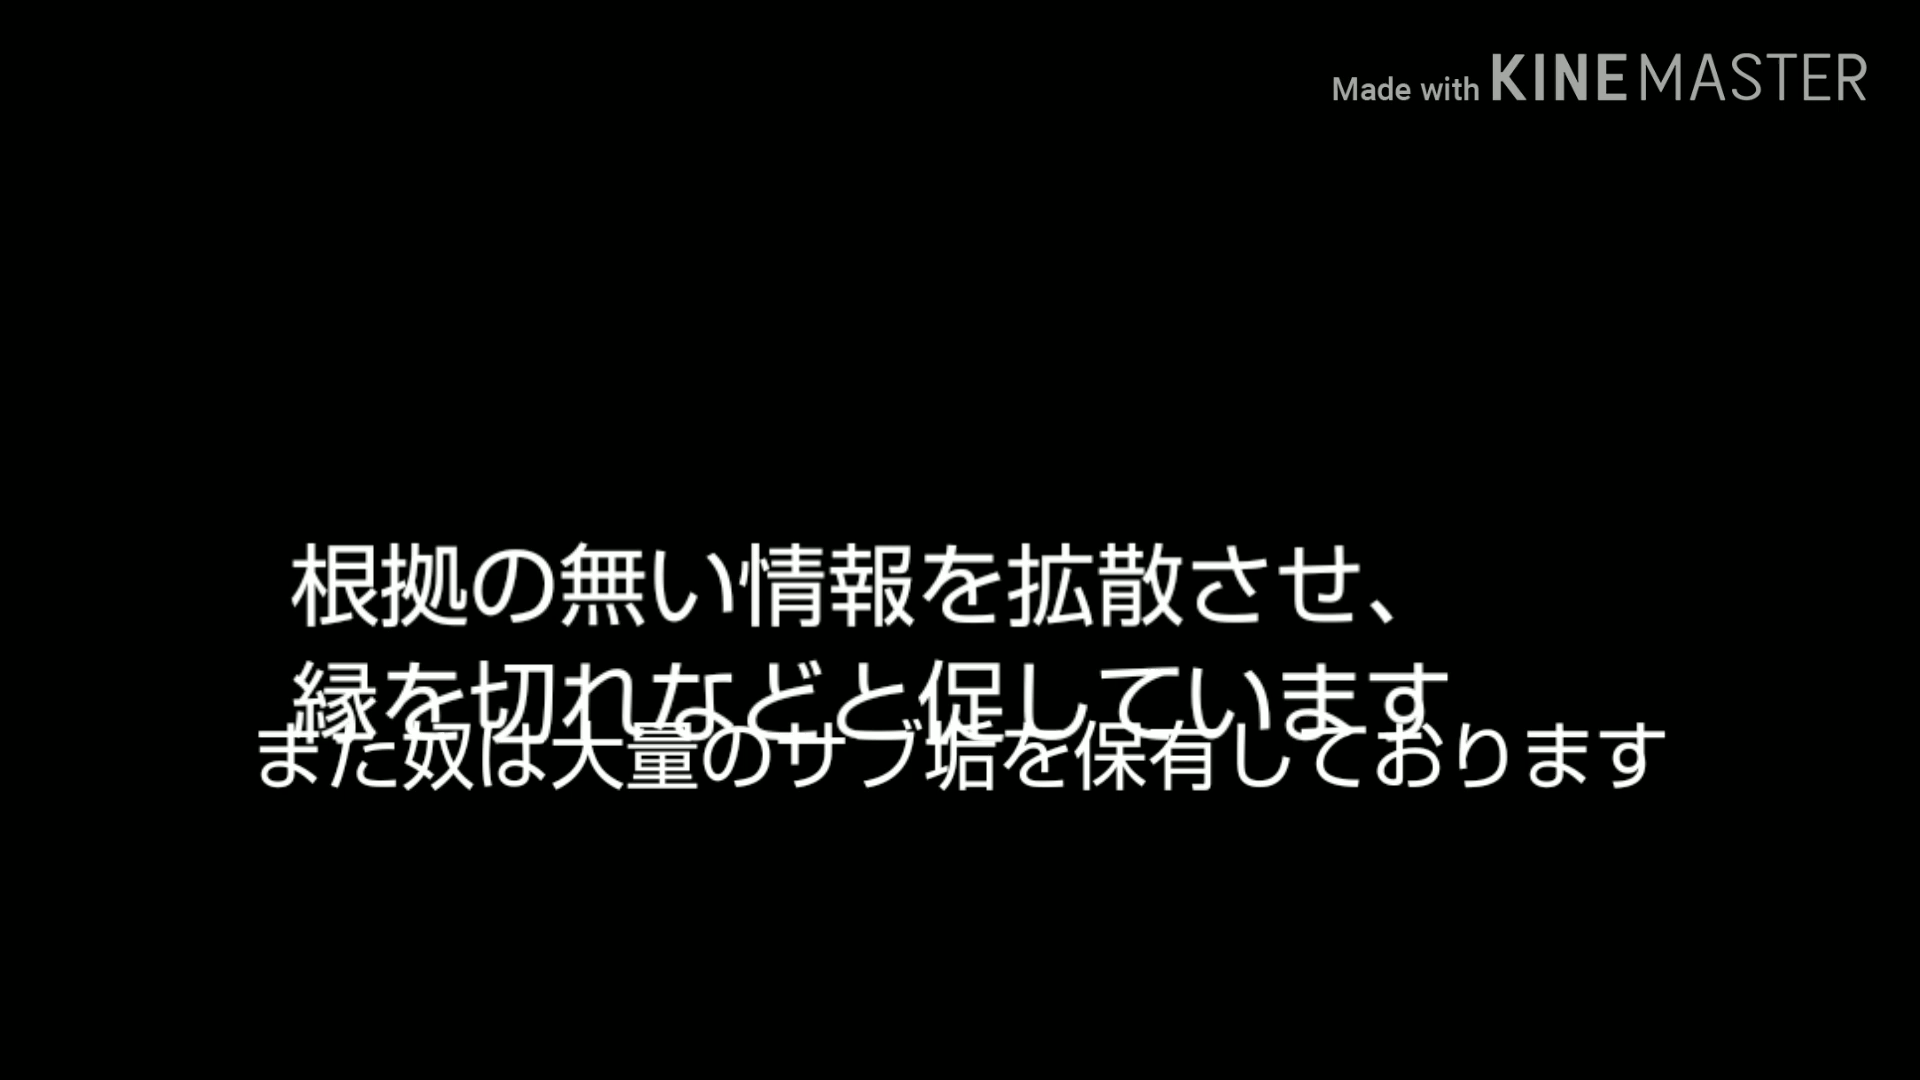 Made with KINEMASTER
根拠の無い情報を拡散させ、
縁を切れなどと促しています
また奴は大量のサブ垢を保有しております